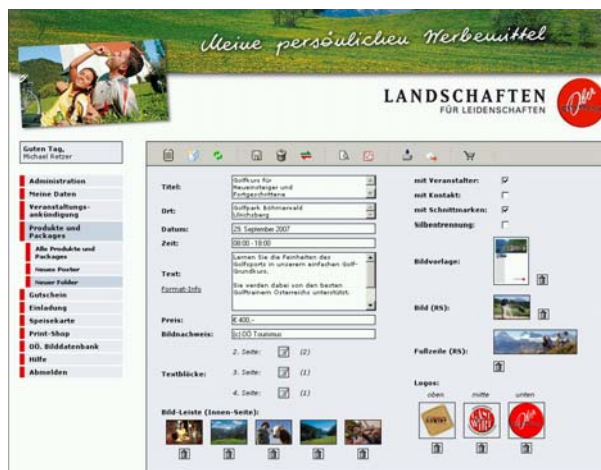 Meine persönlichen Werbemittel
LANDSCHAFTEN
FÜR LEIDENSCHAFTEN
Ober
Guten Tag,
Michael Retzer
Administration
Meine Daten
Veranstaltungs-
ankündigung
Produkte und
Packages
Alle Produkte und
Packages
Neues Poster
Neuer Folder
Gutschein
Einladung
Speisekarte
Print-Shop
OÖ. Bilddatenbank
Hilfe
Abmelden
Titel:
Golfkurs für
Neueinsteiger und
Fortgeschrittene
Ort:
Golfpark Böhmerwald
Ulrichsberg
Datum:
29. September 2007
Zeit:
08:00 - 18:00
Text:
Format-Info
Lernen Sie die Feinheiten des
Golfsports in unserem einfachen Golf-
Grundkurs.
Sie werden dabei von den besten
Golftrainern Österreichs unterstützt.
Preis:
€ 400,-
Bildnachweis:
(c) OÖ Tourismus
Textblöcke:
2. Seite: (2)
3. Seite: (1)
4. Seite: (1)
Bild-Leiste (Innen-Seite):
mit Veranstalter:
mit Kontakt:
mit Schnittmarken:
Silbentrennung:
Bildvorlage:
Bild (RS):
Fußzeile (RS):
Logos:
oben mitte unten
GAST
WIRT
Ober